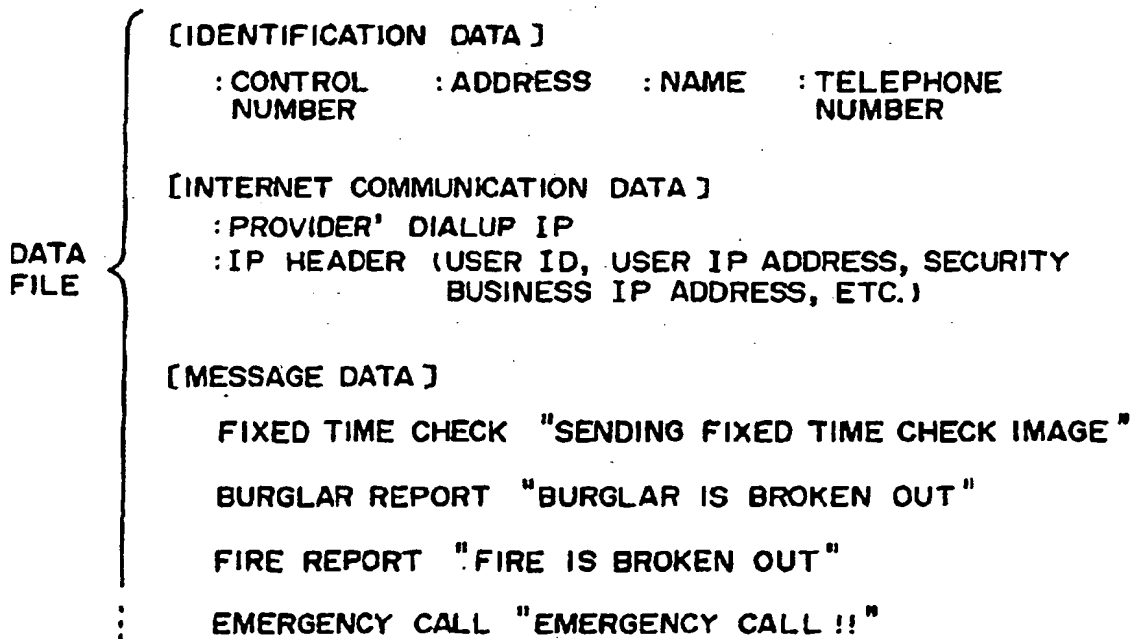 [IDENTIFICATION DATA]
:CONTROL NUMBER :ADDRESS :NAME :TELEPHONE NUMBER
[INTERNET COMMUNICATION DATA]
:PROVIDER' DIALUP IP
DATA FILE
:IP HEADER (USER ID, USER IP ADDRESS, SECURITY
BUSINESS IP ADDRESS, ETC.)
[MESSAGE DATA]
FIXED TIME CHECK "SENDING FIXED TIME CHECK IMAGE"
BURGLAR REPORT "BURGLAR IS BROKEN OUT"
FIRE REPORT "FIRE IS BROKEN OUT"
EMERGENCY CALL "EMERGENCY CALL !!"